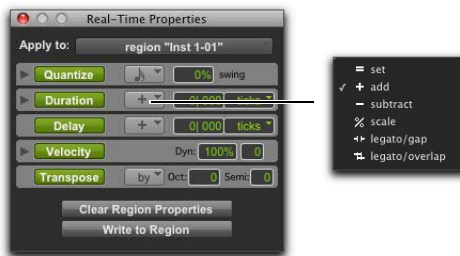 Real-Time Properties
Apply to: region "Inst 1-01"
Quantize 0% swing
Duration + 0| 000 ticks
Delay + 0| 000 ticks
Velocity Dyn: 100% 0
Transpose by Oct: 0 Semi: 0
Clear Region Properties
Write to Region
= set
✓ + add
− subtract
% scale
legato/gap
legato/overlap